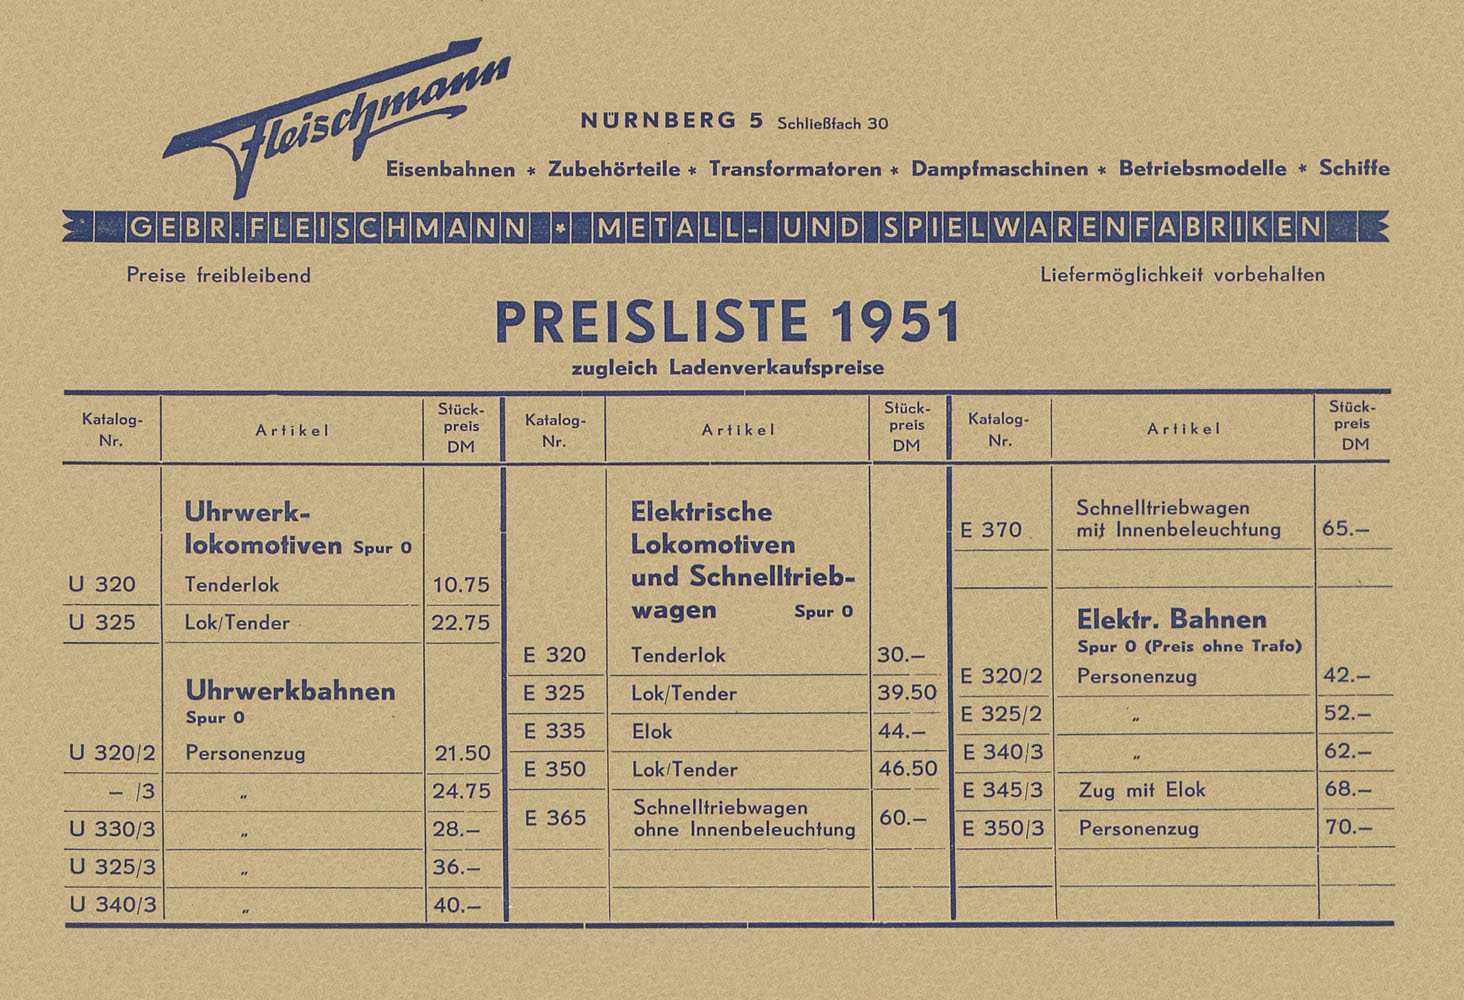 Fleischmann
NÜRNBERG 5 Schließfach 30
Eisenbahnen * Zubehörteile * Transformatoren * Dampfmaschinen * Betriebsmodelle * Schiffe
GEBR. FLEISCHMANN * METALL- UND SPIELWARENFABRIKEN
Preise freibleibend
Liefermöglichkeit vorbehalten
PREISLISTE 1951
zugleich Ladenverkaufspreise
Katalog-
Nr.
Artikel
Stück-
preis
DM
Uhrwerk-
lokomotiven Spur 0
U 320 Tenderlok 10.75
U 325 Lok/Tender 22.75
Uhrwerkbahnen
Spur 0
U 320/2 Personenzug 21.50
— /3 „ 24.75
U 330/3 „ 28.—
U 325/3 „ 36.—
U 340/3 „ 40.—
Katalog-
Nr.
Artikel
Stück-
preis
DM
Elektrische
Lokomotiven
und Schnelltrieb-
wagen Spur 0
E 320 Tenderlok 30.—
E 325 Lok/Tender 39.50
E 335 Elok 44.—
E 350 Lok/Tender 46.50
E 365 Schnelltriebwagen
ohne Innenbeleuchtung 60.—
Katalog-
Nr.
Artikel
Stück-
preis
DM
Schnelltriebwagen
E 370 mit Innenbeleuchtung 65.—
Elektr. Bahnen
Spur 0 (Preis ohne Trafo)
E 320/2 Personenzug 42.—
E 325/2 „ 52.—
E 340/3 „ 62.—
E 345/3 Zug mit Elok 68.—
E 350/3 Personenzug 70.—